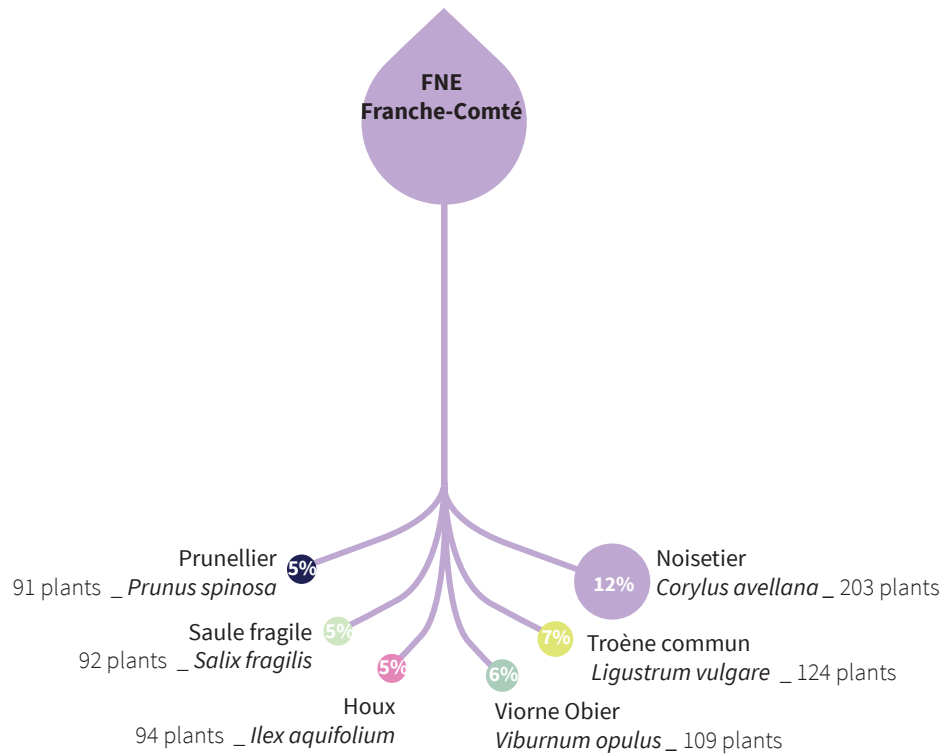 FNE
Franche-Comté
Prunellier
5%
91 plants _ Prunus spinosa
Noisetier
12%
Corylus avellana _ 203 plants
Saule fragile
5%
92 plants _ Salix fragilis
7%
Troène commun
Ligustrum vulgare _ 124 plants
5%
Houx
94 plants _ Ilex aquifolium
6%
Viorne Obier
Viburnum opulus _ 109 plants